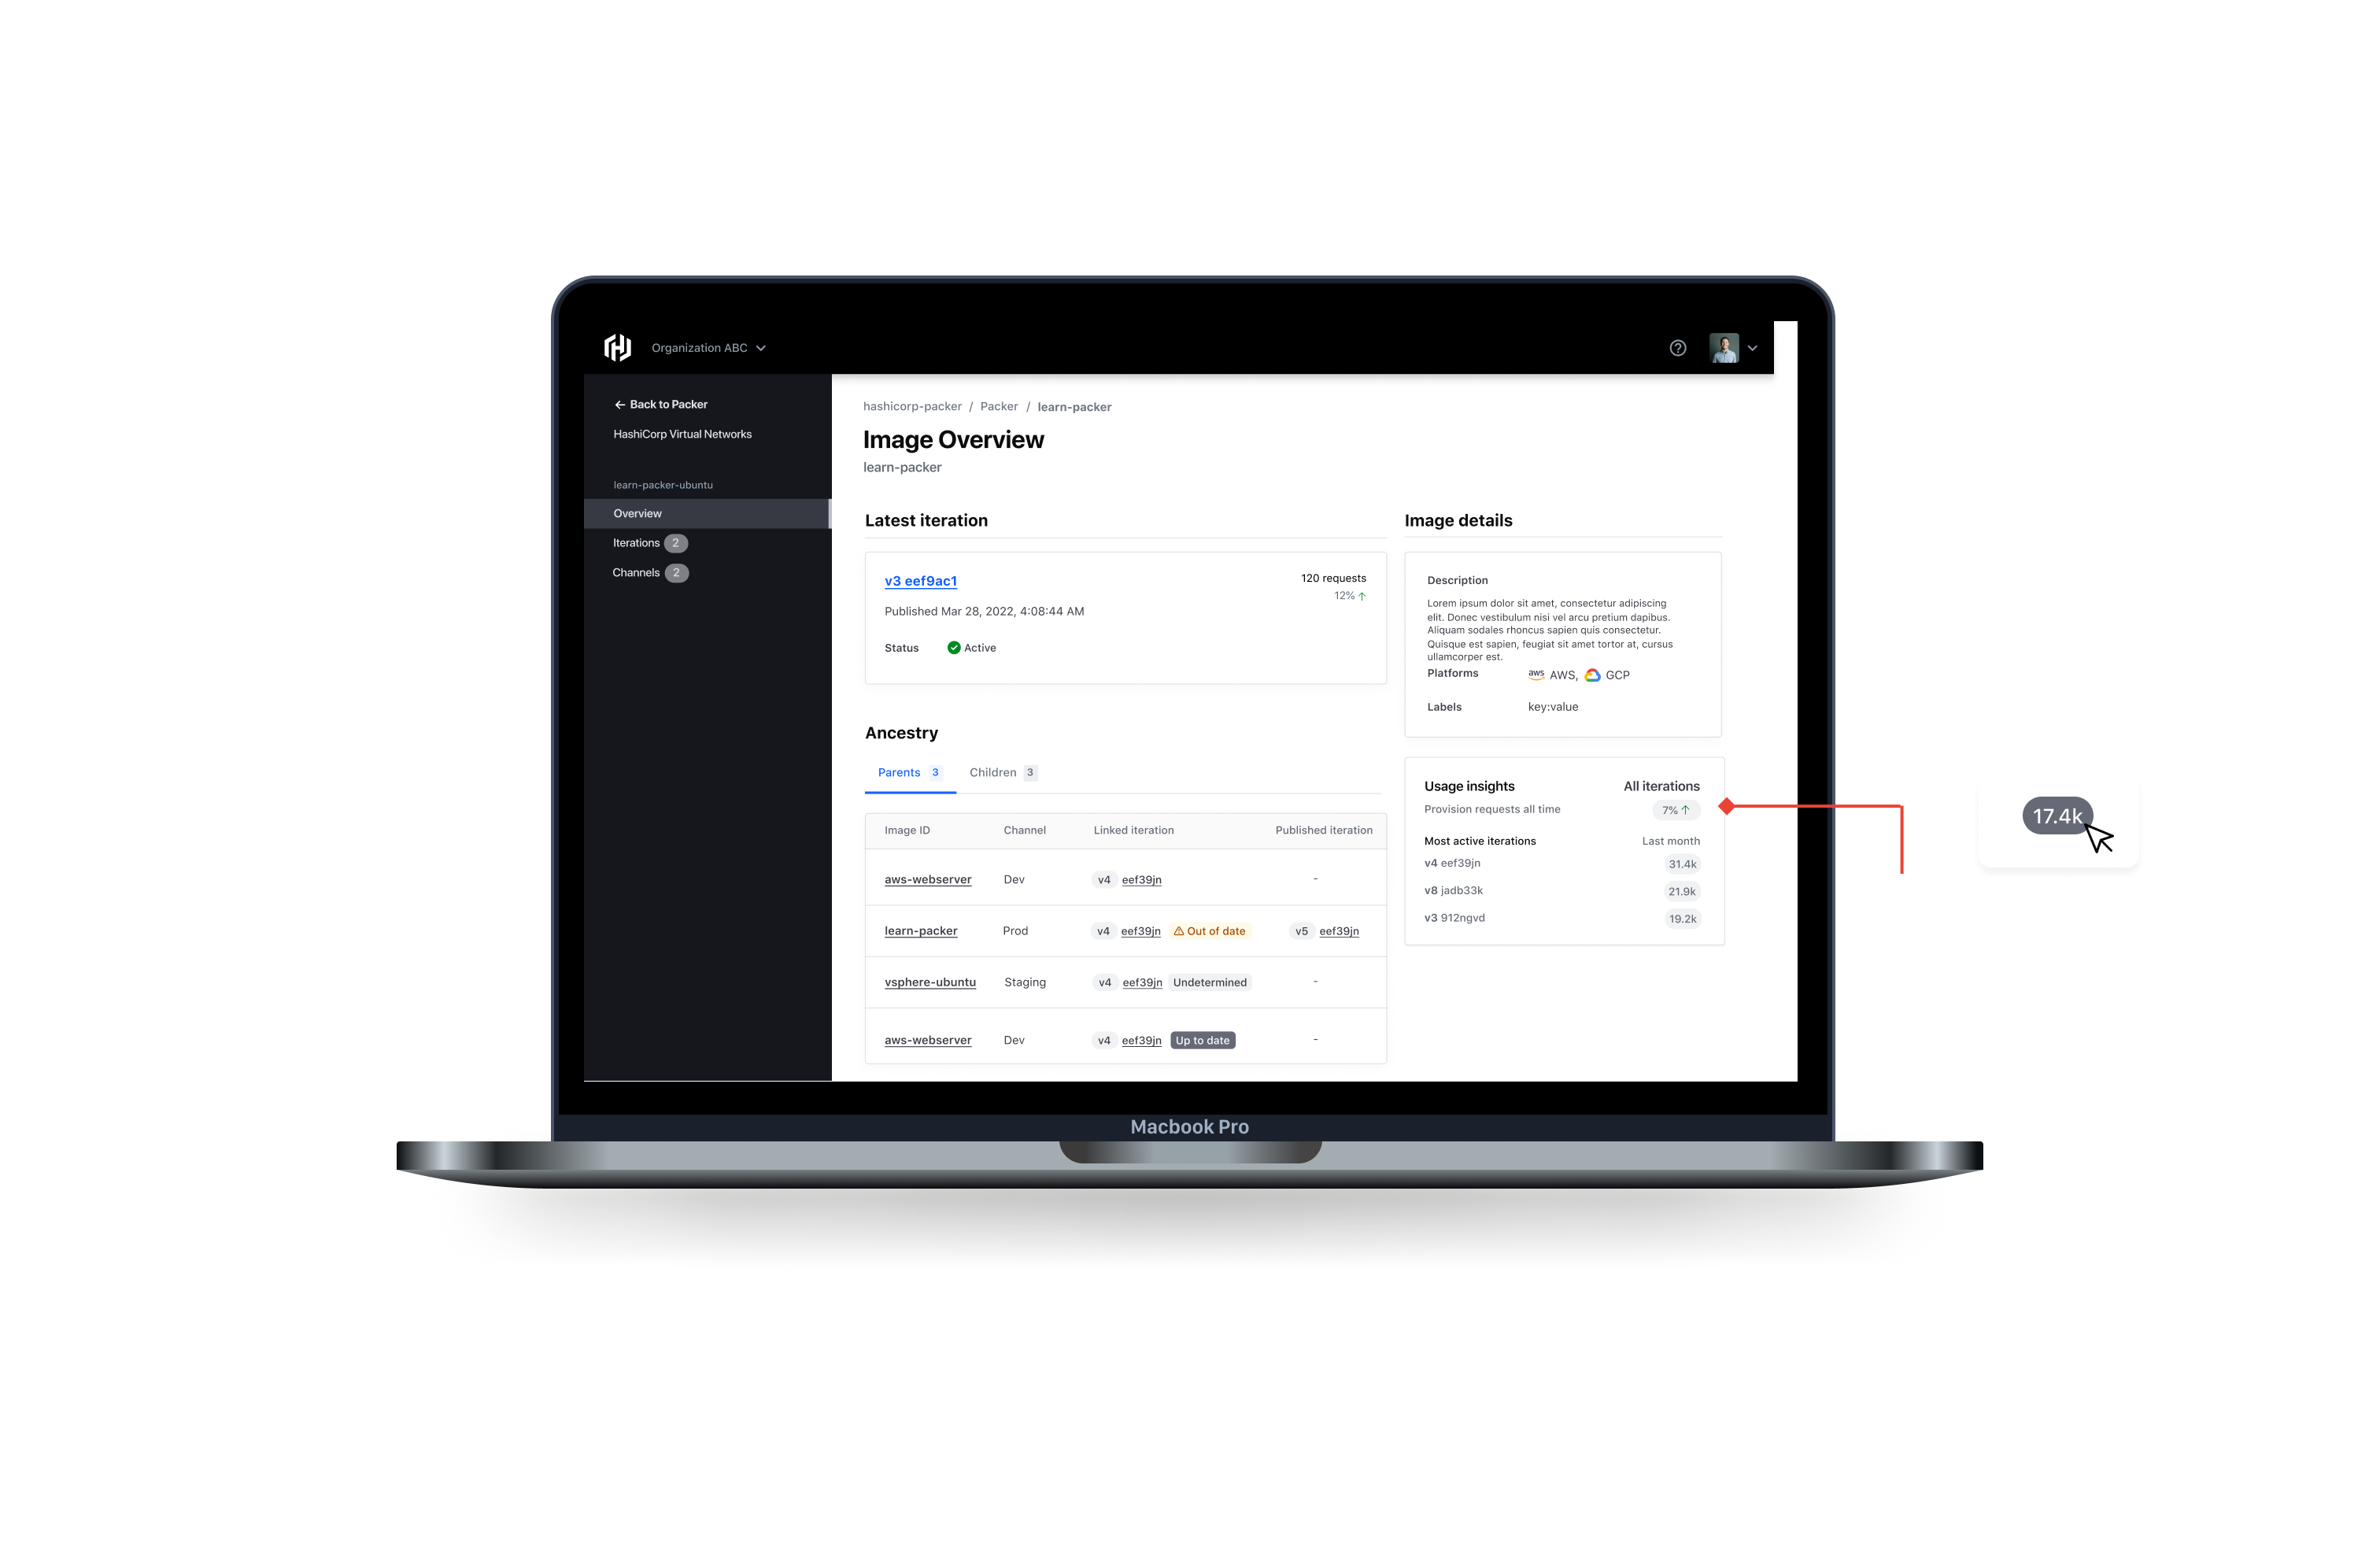 Organization ABC
Back to Packer
HashiCorp Virtual Networks
learn-packer-ubuntu
Overview
Iterations 2
Channels 2
hashicorp-packer / Packer / learn-packer
Image Overview
learn-packer
Latest iteration
v3 eef9ac1
120 requests
12%
Published Mar 28, 2022, 4:08:44 AM
Status Active
Ancestry
Parents 3 Children 3
Image ID Channel Linked iteration Published iteration
aws-webserver Dev v4 eef39jn -
learn-packer Prod v4 eef39jn Out of date v5 eef39jn
vsphere-ubuntu Staging v4 eef39jn Undetermined -
aws-webserver Dev v4 eef39jn Up to date -
Image details
Description
Lorem ipsum dolor sit amet, consectetur adipiscing
elit. Donec vestibulum nisi vel arcu pretium dapibus.
Aliquam sodales rhoncus sapien quis consectetur.
Quisque est sapien, feugiat sit amet tortor at, cursus
ullamcorper est.
Platforms aws AWS, GCP
Labels key:value
Usage insights All iterations
Provision requests all time 7%
Most active iterations Last month
v4 eef39jn 31.4k
v8 jadb33k 21.9k
v3 912ngvd 19.2k
17.4k
Macbook Pro